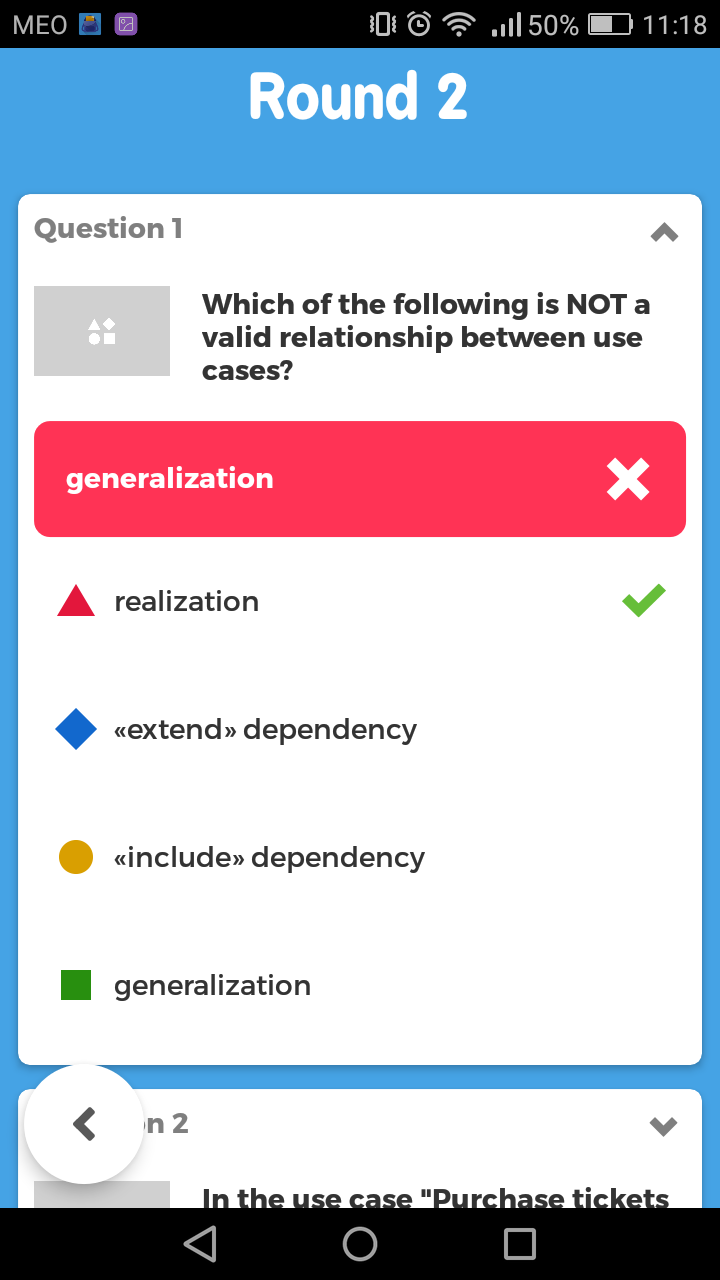 MEO 50% 11:18
Round 2
Question 1
Which of the following is NOT a
valid relationship between use
cases?
generalization
realization
«extend» dependency
«include» dependency
generalization
n 2
In the use case "Purchase tickets